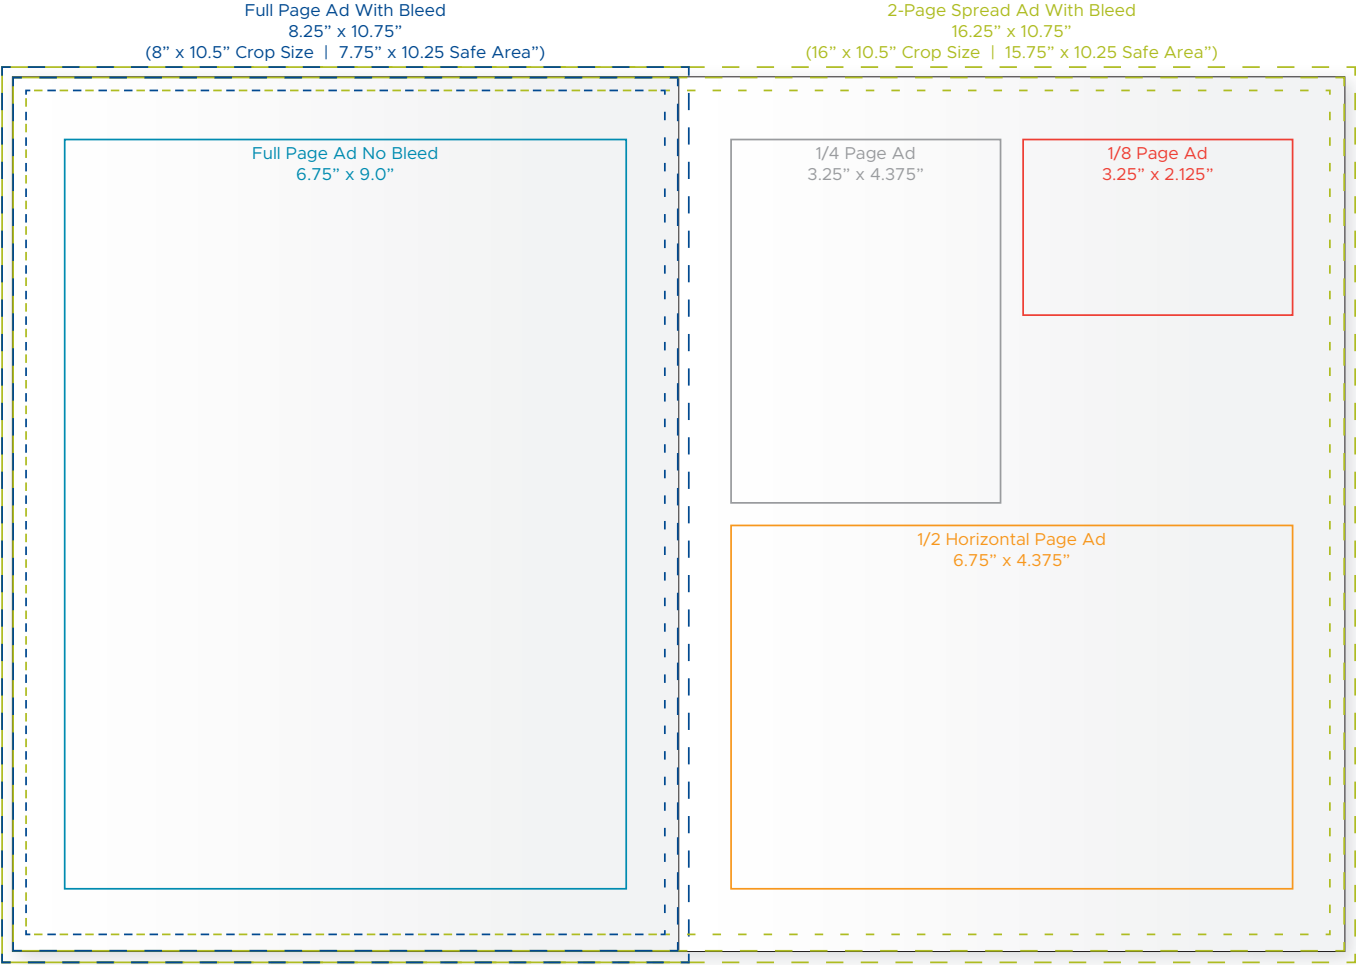 Full Page Ad With Bleed
8.25” x 10.75”
(8” x 10.5” Crop Size | 7.75” x 10.25 Safe Area”)
2-Page Spread Ad With Bleed
16.25” x 10.75”
(16” x 10.5” Crop Size | 15.75” x 10.25 Safe Area”)
Full Page Ad No Bleed
6.75” x 9.0”
1/4 Page Ad
3.25” x 4.375”
1/8 Page Ad
3.25” x 2.125”
1/2 Horizontal Page Ad
6.75” x 4.375”